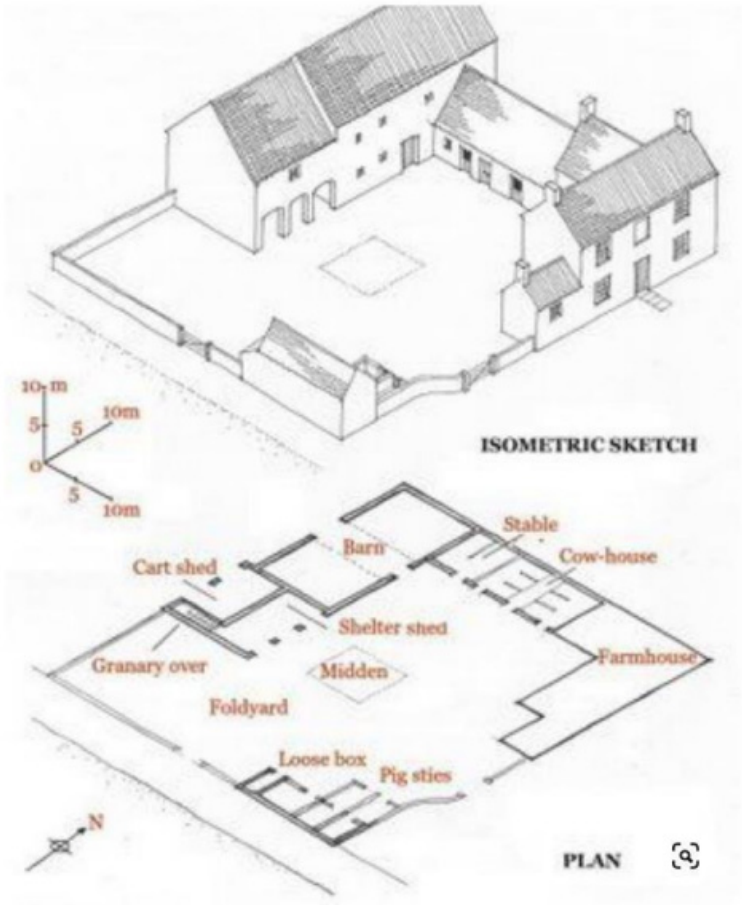 10 m
5
5
10m
0
5
10m
ISOMETRIC SKETCH
Stable
Barn
Cow-house
Cart shed
Shelter shed
Granary over
Midden
Farmhouse
Foldyard
Loose box
Pig sties
N
PLAN